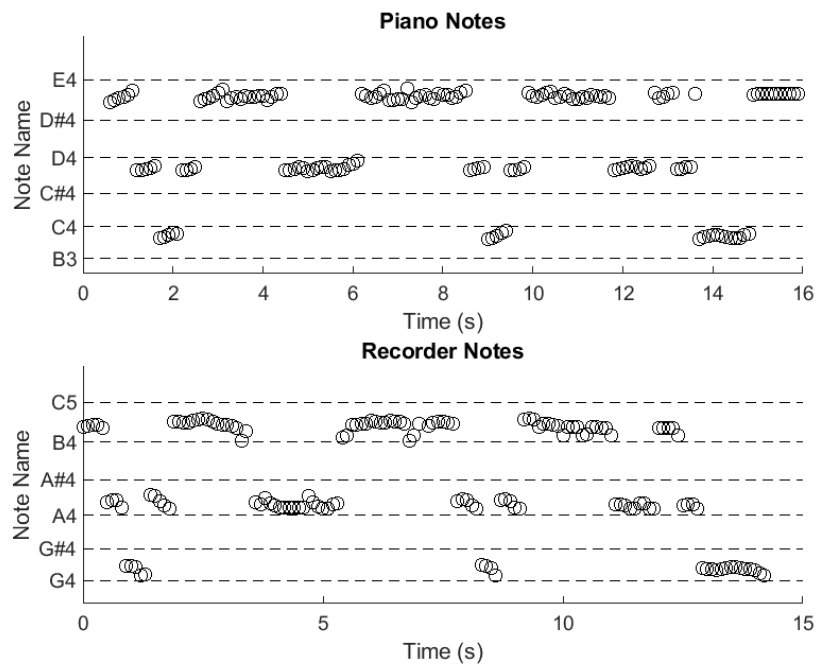 Piano Notes
Note Name
E4
D#4
D4
C#4
C4
B3
0 2 4 6 8 10 12 14 16
Time (s)
Recorder Notes
Note Name
C5
B4
A#4
A4
G#4
G4
5 10 15
Time (s)